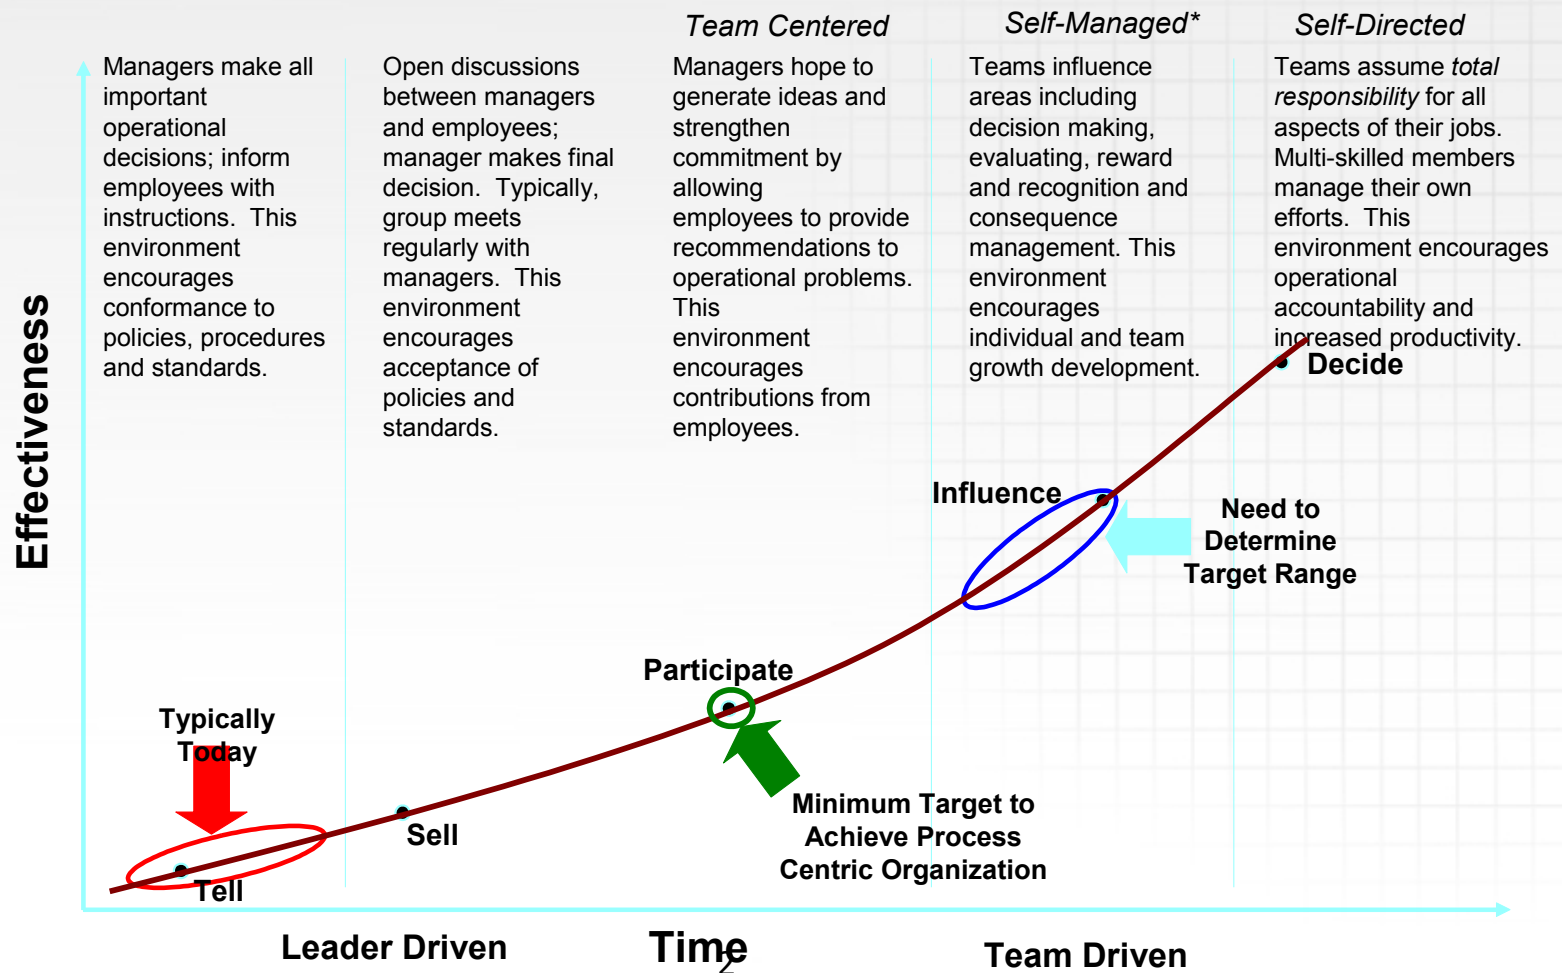 Team Centered
Self-Managed*
Self-Directed
Managers make all
important
operational
decisions; inform
employees with
instructions.  This
environment
encourages
conformance to
policies, procedures
and standards.
Open discussions
between managers
and employees;
manager makes final
decision.  Typically,
group meets
regularly with
managers.  This
environment
encourages
acceptance of
policies and
standards.
Managers hope to
generate ideas and
strengthen
commitment by
allowing
employees to provide
recommendations to
operational problems.
This
environment
encourages
contributions from
employees.
Teams influence
areas including
decision making,
evaluating, reward
and recognition and
consequence
management. This
environment
encourages
individual and team
growth development.
Teams assume total
responsibility for all
aspects of their jobs.
Multi-skilled members
manage their own
efforts.  This
environment encourages
operational
accountability and
increased productivity.
Effectiveness
Decide
Influence
Need to
Determine
Target Range
Participate
Typically
Today
Minimum Target to
Achieve Process
Centric Organization
Sell
Tell
Leader Driven
Time
Team Driven
2